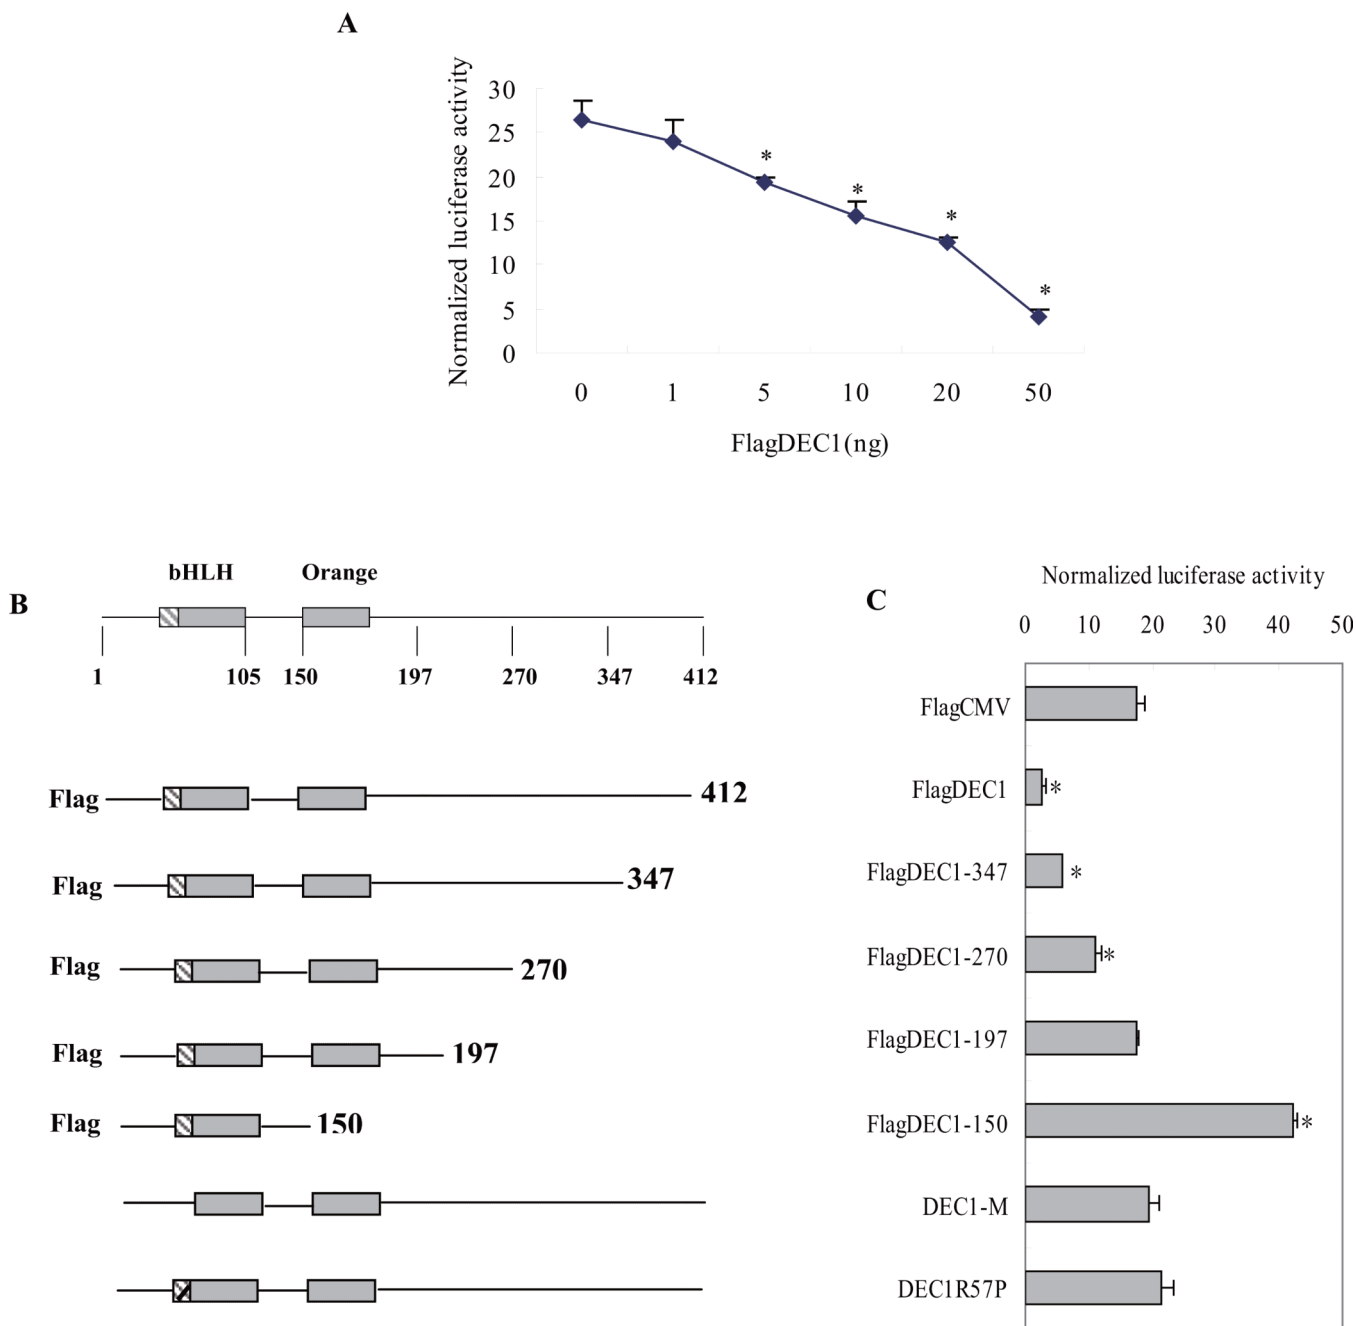 A
Normalized luciferase activity
30
25
20
15
10
5
0
*
*
*
*
0 1 5 10 20 50
FlagDEC1(ng)
B
bHLH Orange
1 105 150 197 270 347 412
Flag 412
Flag 347
Flag 270
Flag 197
Flag 150
C
Normalized luciferase activity
0 10 20 30 40 50
FlagCMV
FlagDEC1 *
FlagDEC1-347 *
FlagDEC1-270 *
FlagDEC1-197
FlagDEC1-150 *
DEC1-M
DEC1R57P